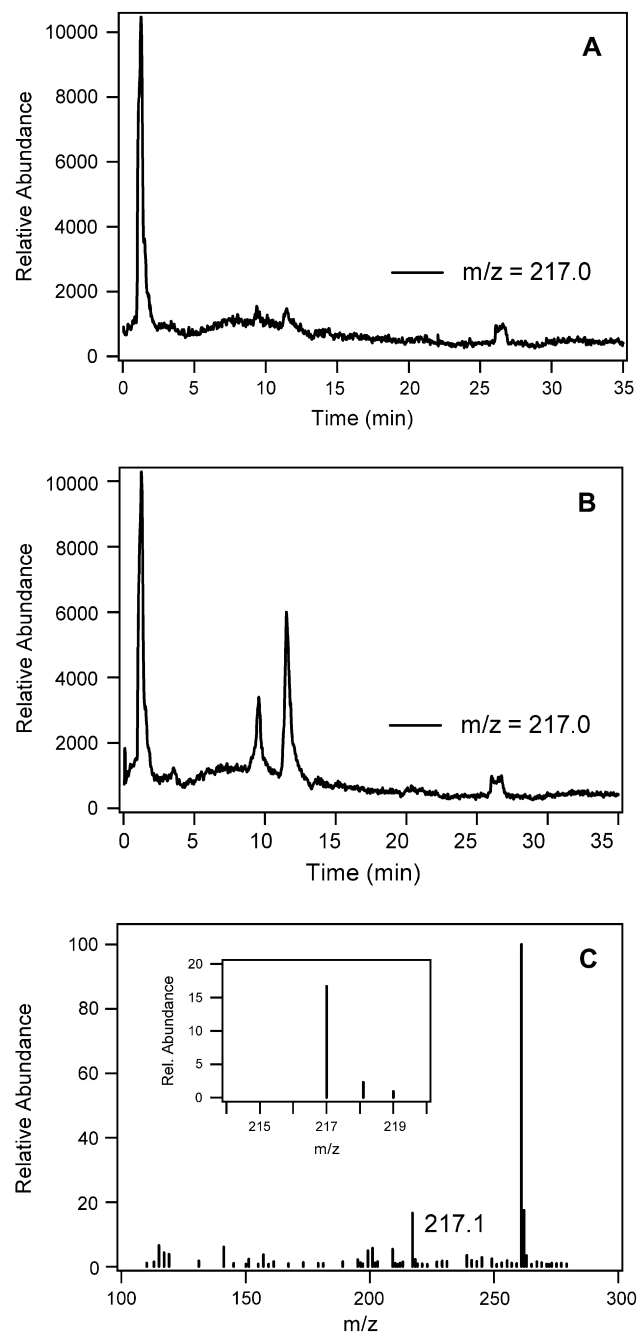 A
Relative Abundance
10000
8000
6000
4000
2000
0
m/z = 217.0
0 5 10 15 20 25 30 35
Time (min)
B
Relative Abundance
10000
8000
6000
4000
2000
0
m/z = 217.0
0 5 10 15 20 25 30 35
Time (min)
C
Relative Abundance
100
80
60
40
20
0
Rel. Abundance
20
15
10
5
0
215 217 219
m/z
217.1
100 150 200 250 300
m/z